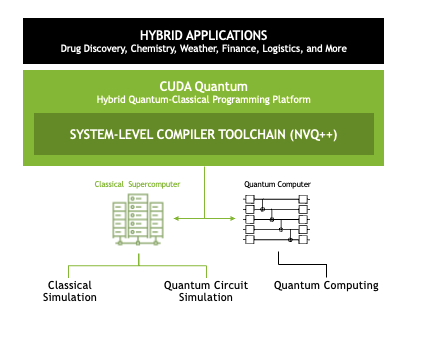 HYBRID APPLICATIONS
Drug Discovery, Chemistry, Weather, Finance, Logistics, and More
CUDA Quantum
Hybrid Quantum-Classical Programming Platform
SYSTEM-LEVEL COMPILER TOOLCHAIN (NVQ++)
Classical Supercomputer
Quantum Computer
Classical
Simulation
Quantum Circuit
Simulation
Quantum Computing